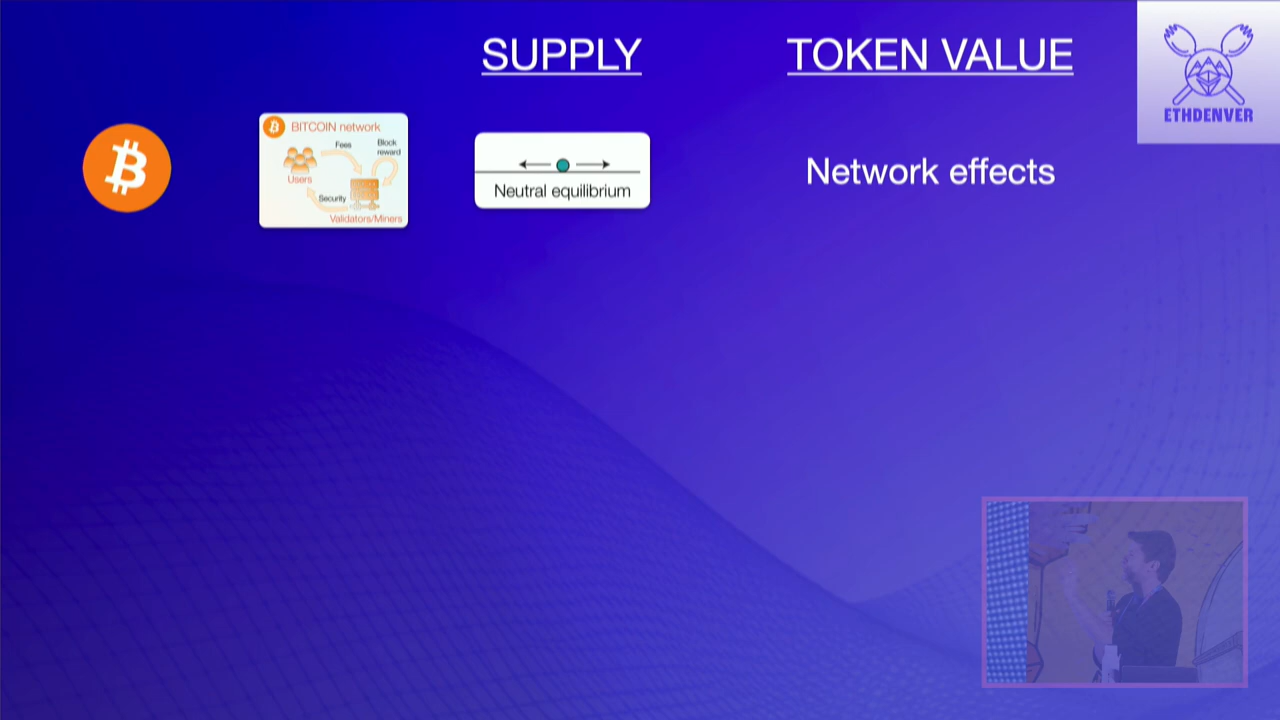 SUPPLY
TOKEN VALUE
ETHDENVER
BITCOIN network
Fees
Block
reward
Users
Security
Validators/Miners
Neutral equilibrium
Network effects